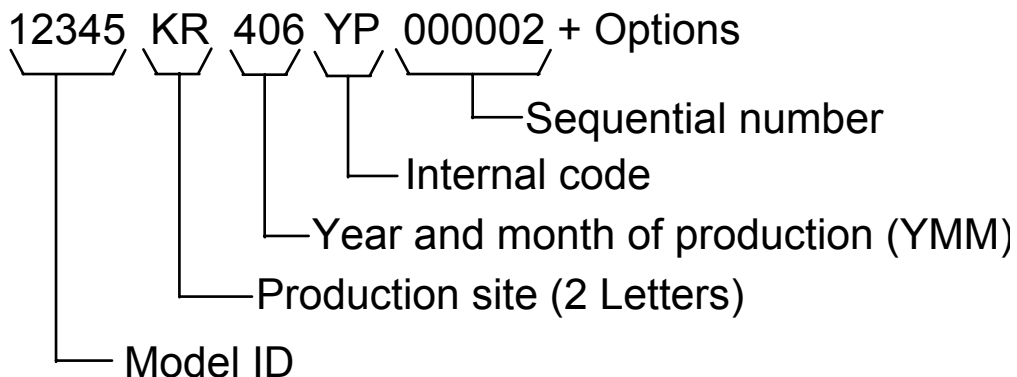 12345 KR 406 YP 000002 + Options
Sequential number
Internal code
Year and month of production (YMM)
Production site (2 Letters)
Model ID